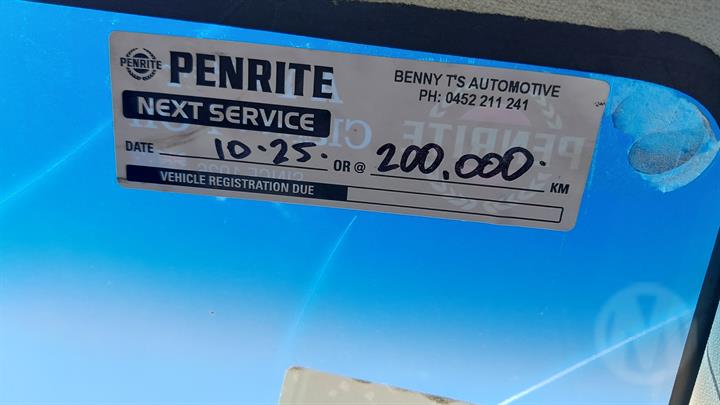 PENRITE
PENRITE
BENNY T'S AUTOMOTIVE
PH: 0452 211 241
NEXT SERVICE
DATE 10.25. OR @ 200,000. KM
VEHICLE REGISTRATION DUE